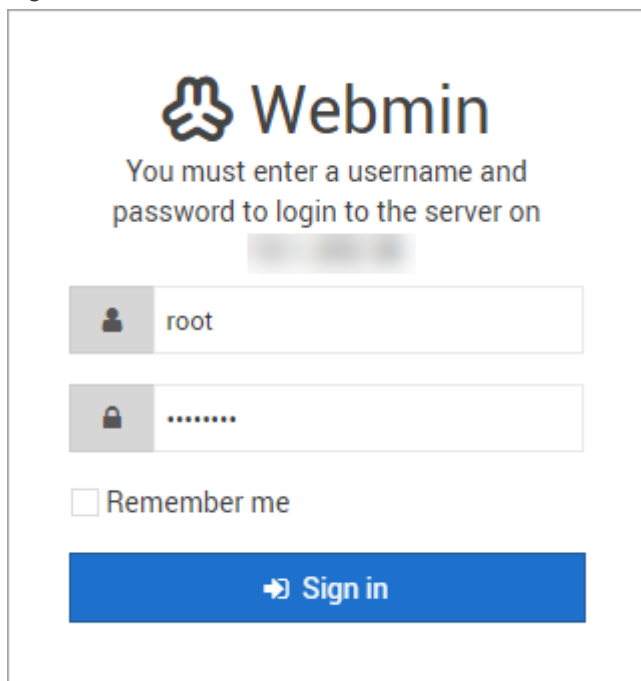 Webmin
You must enter a username and
password to login to the server on
root
••••••••
Remember me
Sign in